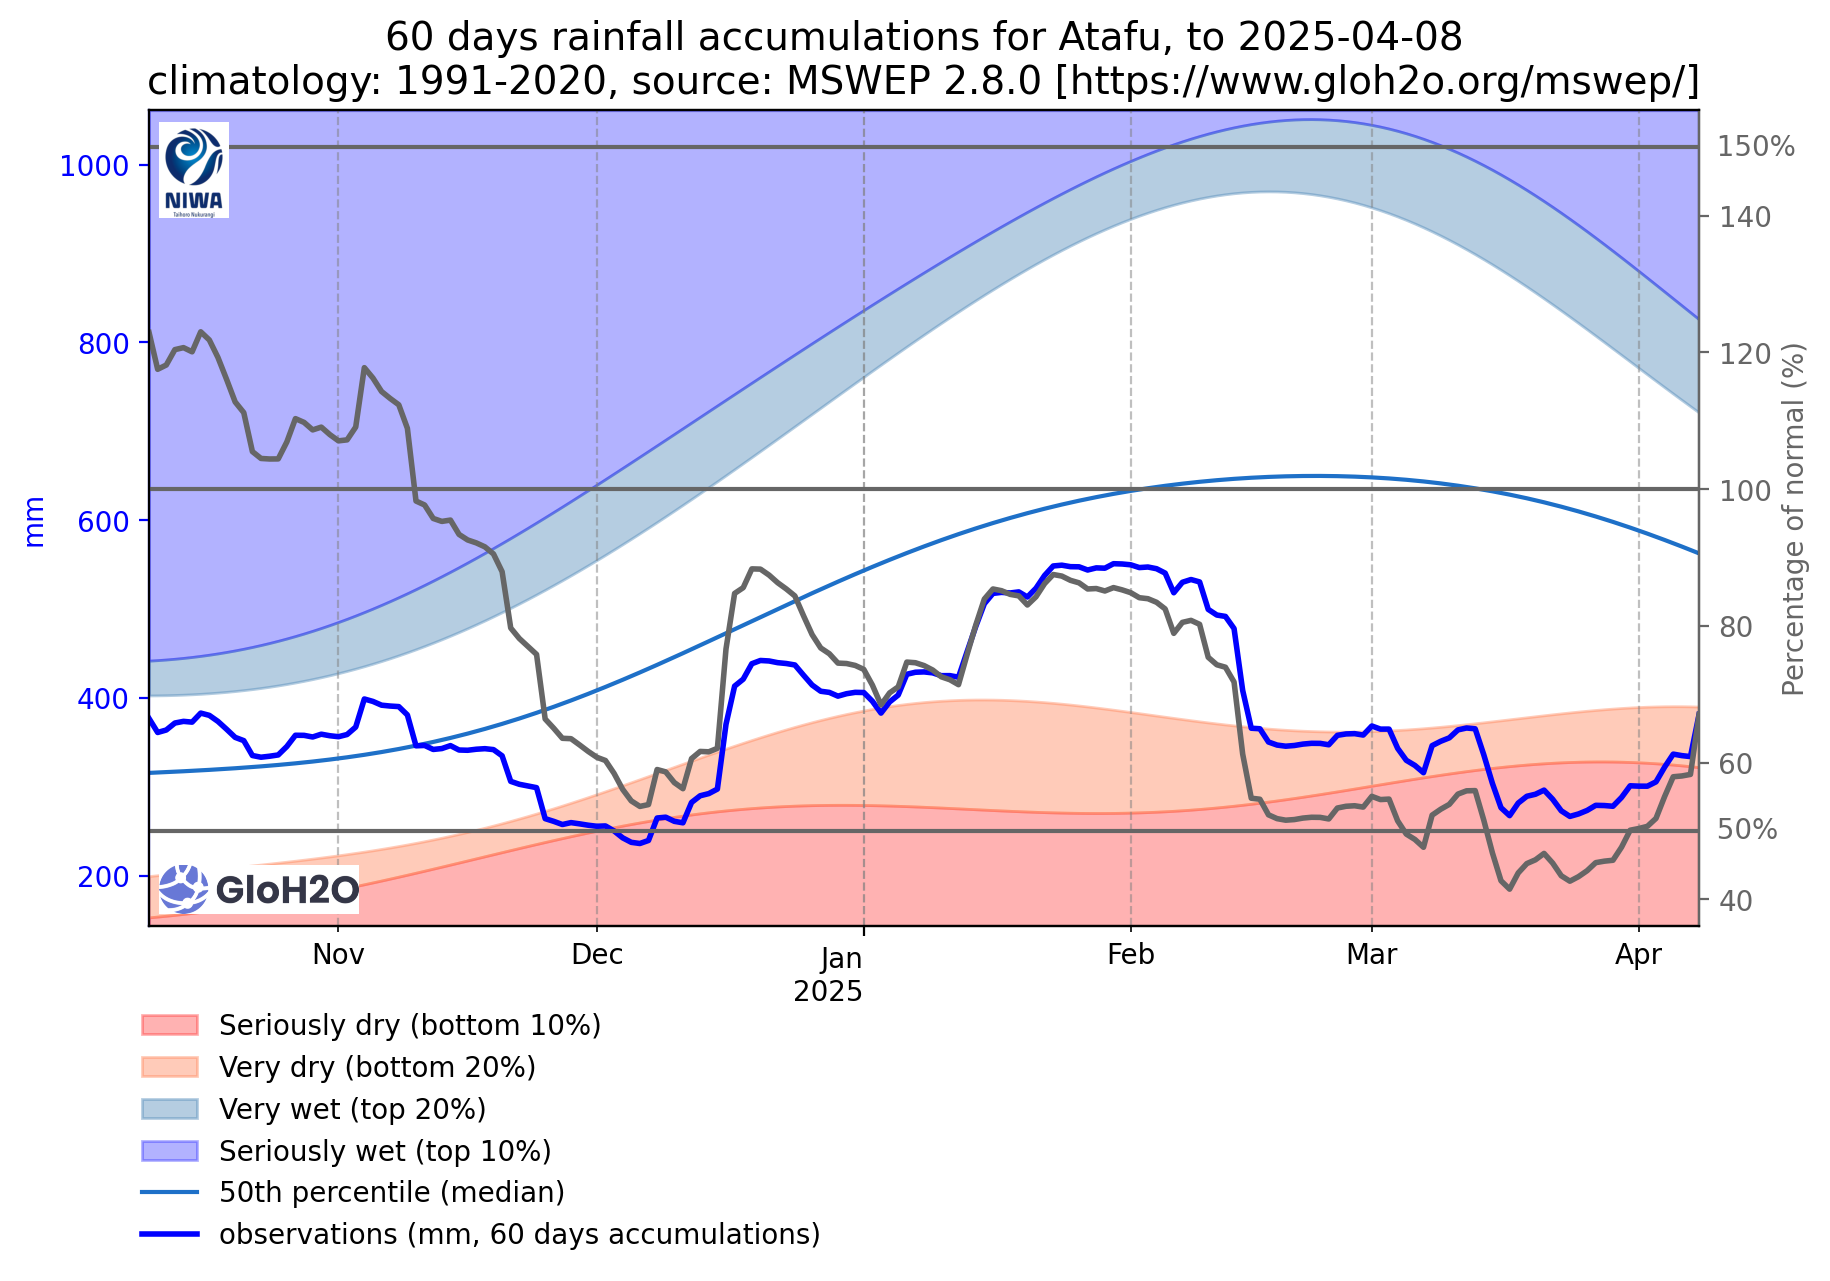 60 days rainfall accumulations for Atafu, to 2025-04-08
climatology: 1991-2020, source: MSWEP 2.8.0 [https://www.gloh2o.org/mswep/]
NIWA
Taihoro Nukurangi
1000
800
600
400
200
mm
150%
140
120
100
80
60
50%
40
Percentage of normal (%)
GloH2O
Nov
Dec
Jan
2025
Feb
Mar
Apr
Seriously dry (bottom 10%)
Very dry (bottom 20%)
Very wet (top 20%)
Seriously wet (top 10%)
50th percentile (median)
observations (mm, 60 days accumulations)